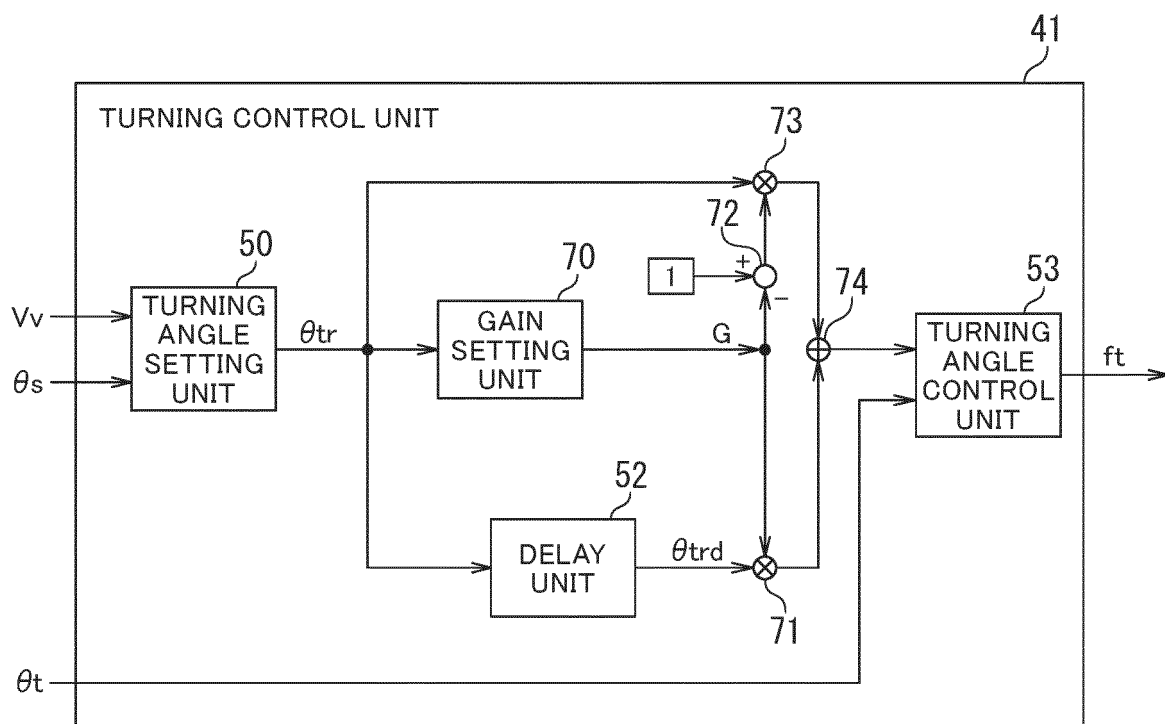 41
TURNING CONTROL UNIT
73
72
50
70
1
+
74
53
Vv
TURNING
ANGLE
SETTING
UNIT
θtr
GAIN
SETTING
UNIT
G
−
TURNING
ANGLE
CONTROL
UNIT
ft
θs
52
DELAY
UNIT
θtrd
71
θt